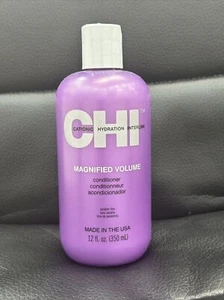 CHI
CATIONIC HYDRATION INTERLINK
MAGNIFIED VOLUME
conditioner
conditionneur
acondicionador
MADE IN THE USA
12 fl. oz. (350 mL)